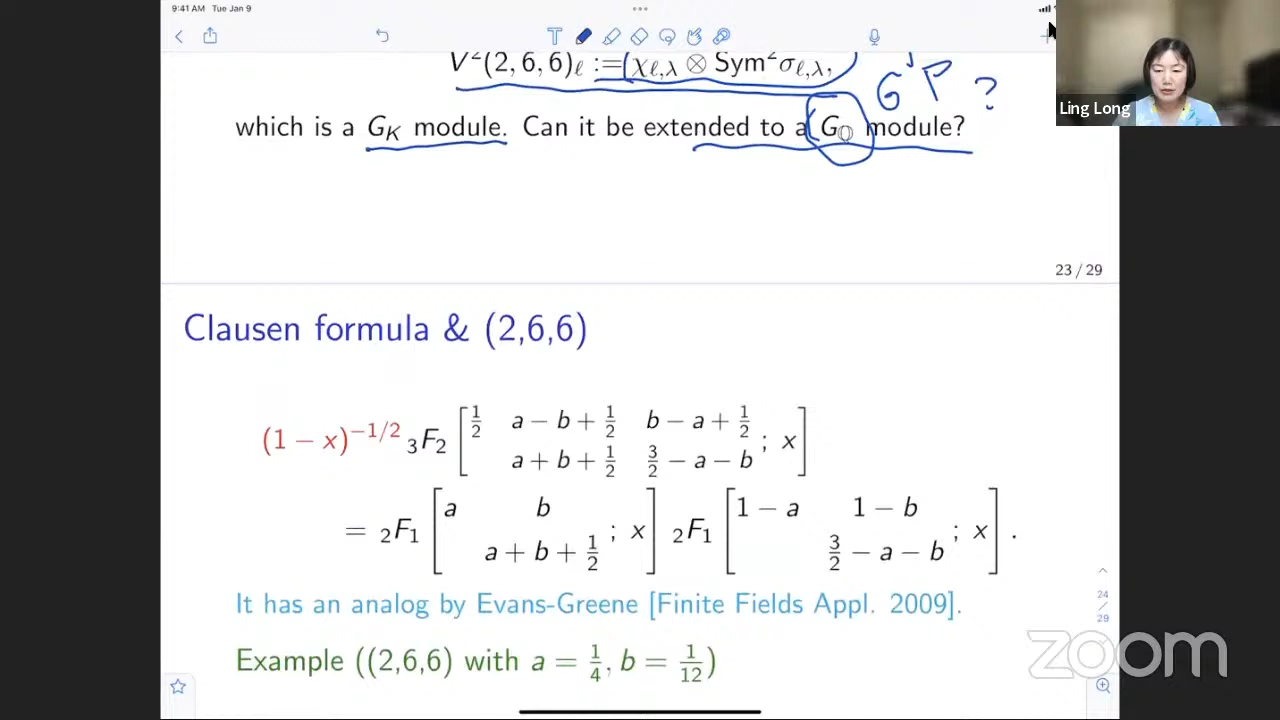 9:41 AM Tue Jan 9
V²(2,6,6)ℓ := (χℓ,λ ⊗ Sym²σℓ,λ,
G^J P ?
which is a G_K module. Can it be extended to a G_Q module?
23 / 29
Ling Long
Clausen formula & (2,6,6)
(1 − x)^{−1/2} ₃F₂ [ 1/2 a − b + 1/2 b − a + 1/2 ; x ]
a + b + 1/2 3/2 − a − b
= ₂F₁ [ a b ; x ] ₂F₁ [ 1 − a 1 − b ; x ] .
a + b + 1/2 3/2 − a − b
It has an analog by Evans-Greene [Finite Fields Appl. 2009].
24 / 29
Example ((2,6,6) with a = 1/4, b = 1/12)
zoom